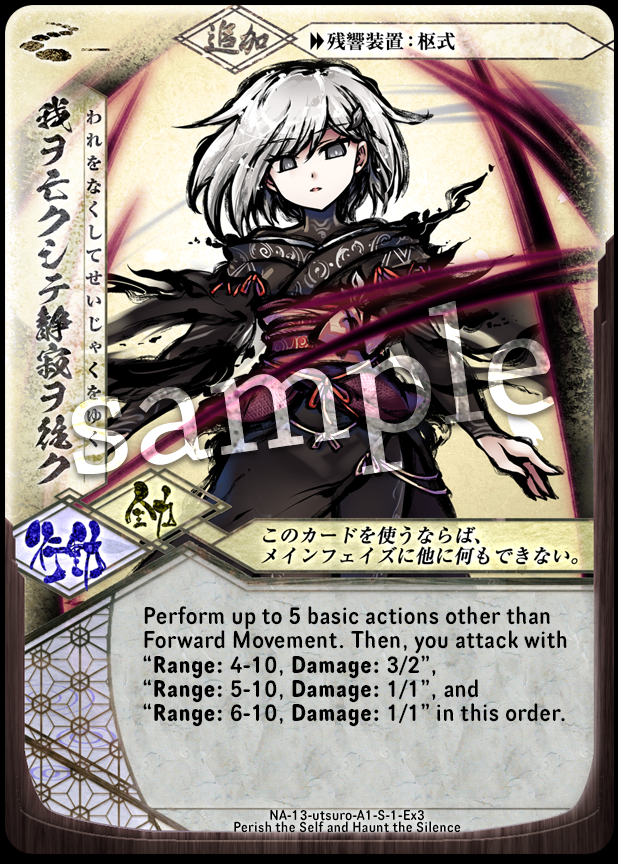 追加
残響装置:枢式
我ヲ亡クシテ静寂ヲ往ク
われをなくしてせいじゃくをゆく
sample
全力
行動
このカードを使うならば、
メインフェイズに他に何もできない。
Perform up to 5 basic actions other than
Forward Movement. Then, you attack with
“Range: 4-10, Damage: 3/2”,
“Range: 5-10, Damage: 1/1”, and
“Range: 6-10, Damage: 1/1” in this order.
NA-13-utsuro-A1-S-1-Ex3
Perish the Self and Haunt the Silence